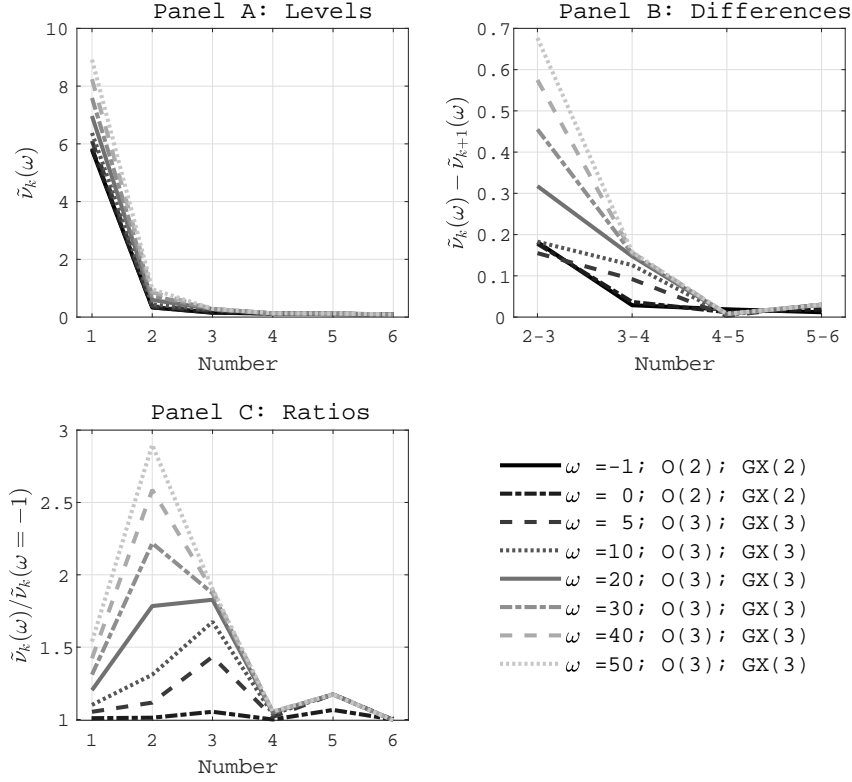 Panel A: Levels
10
8
6
4
2
0
1 2 3 4 5 6
Number
ν̃ₖ(ω)
Panel B: Differences
0.7
0.6
0.5
0.4
0.3
0.2
0.1
0
2-3 3-4 4-5 5-6
Number
ν̃ₖ(ω) − ν̃ₖ₊₁(ω)
Panel C: Ratios
3
2.5
2
1.5
1
1 2 3 4 5 6
Number
ν̃ₖ(ω)/ν̃ₖ(ω = −1)
ω =-1; O(2); GX(2)
ω = 0; O(2); GX(2)
ω = 5; O(3); GX(3)
ω =10; O(3); GX(3)
ω =20; O(3); GX(3)
ω =30; O(3); GX(3)
ω =40; O(3); GX(3)
ω =50; O(3); GX(3)